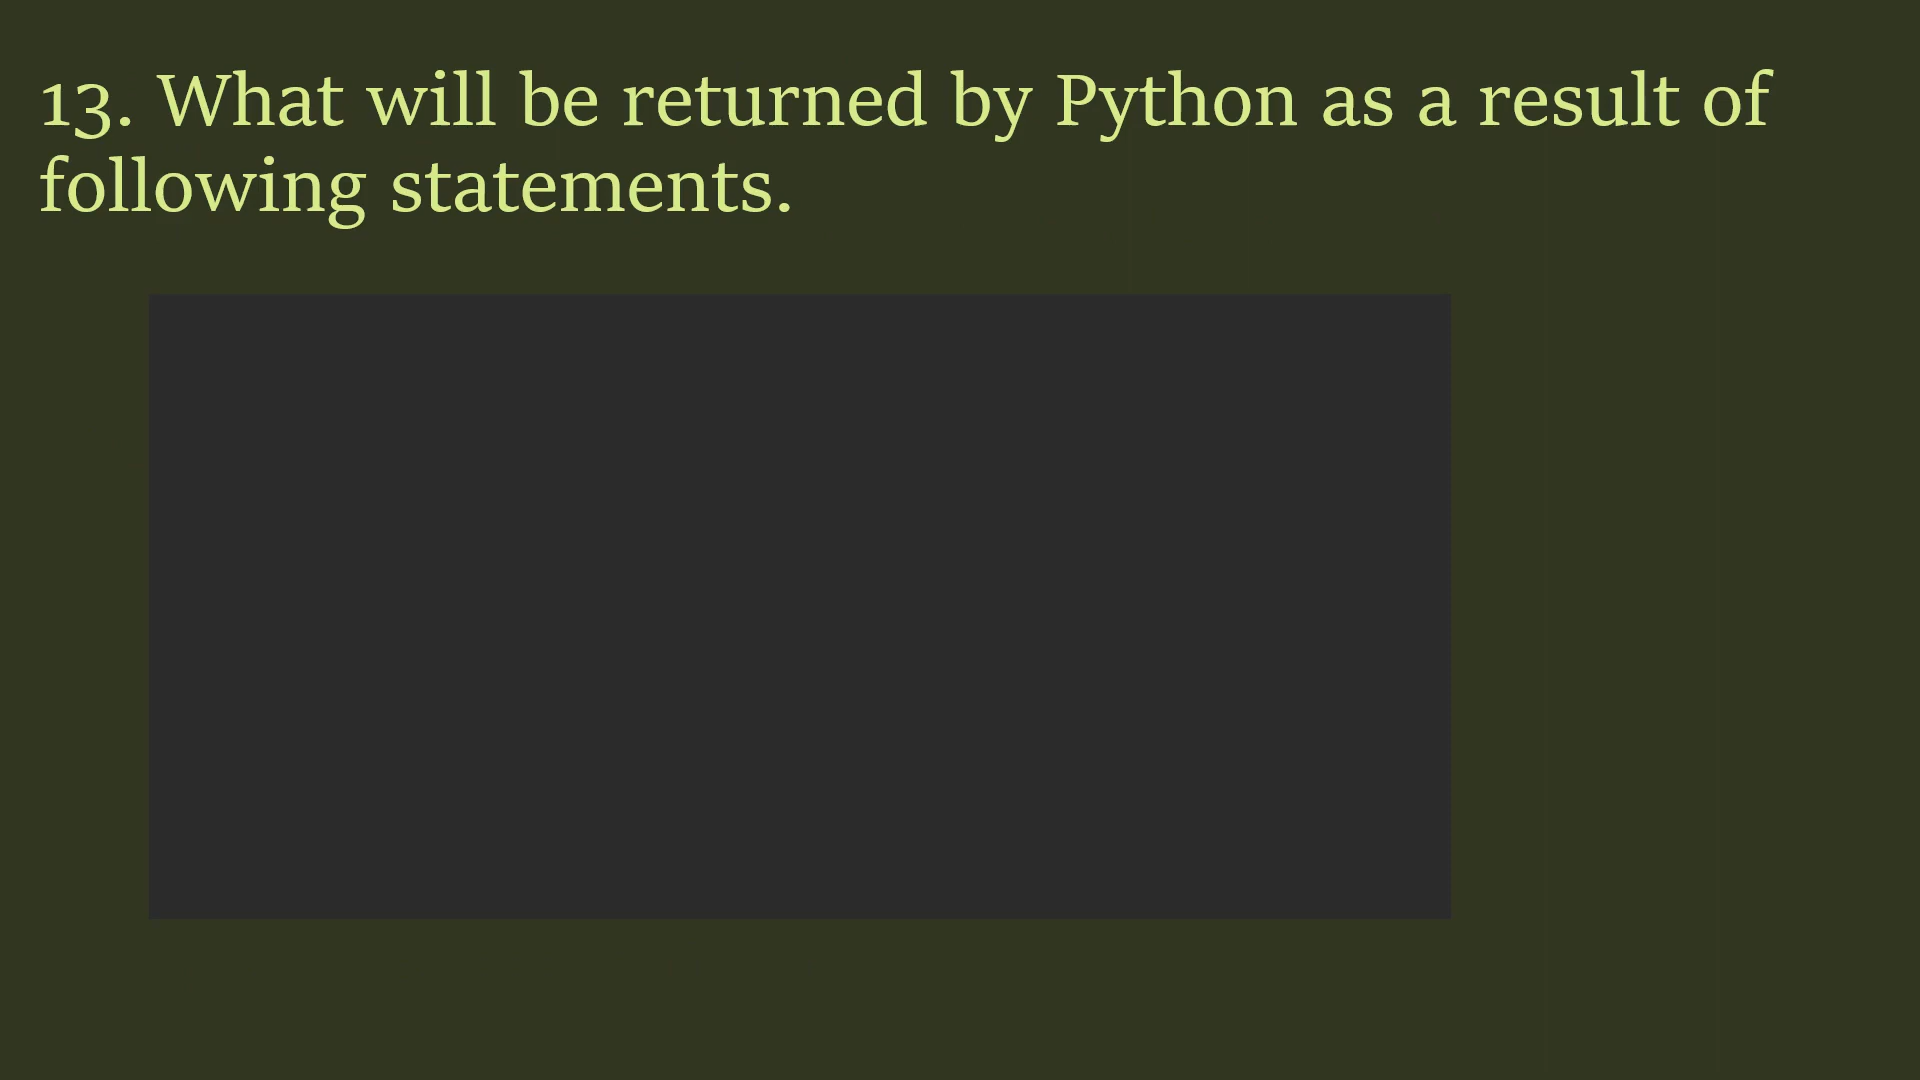 13. What will be returned by Python as a result of
following statements.